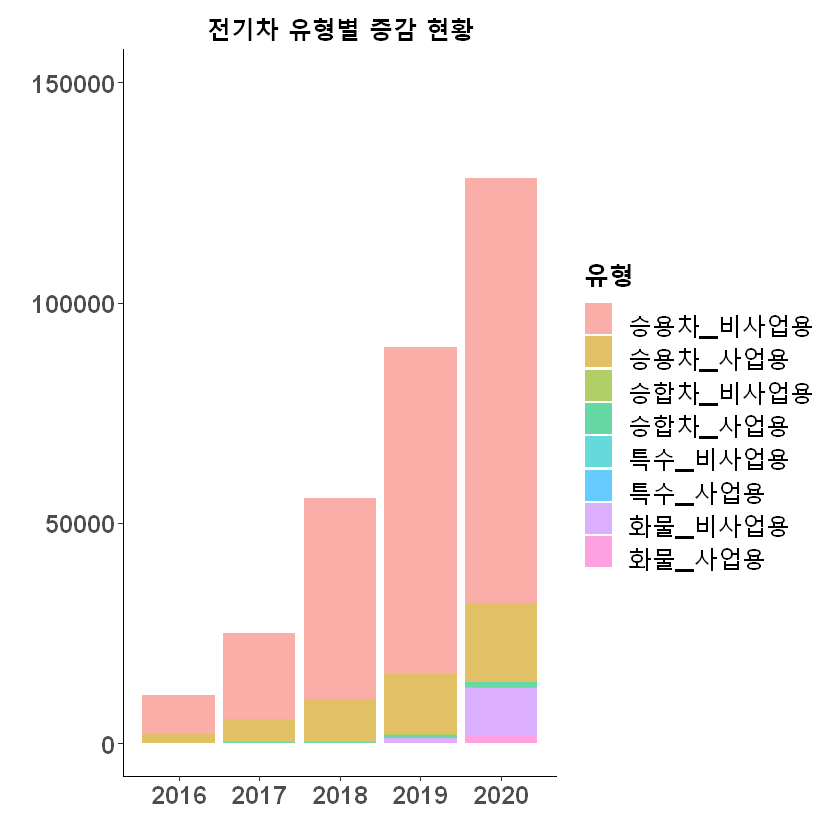 전기차 유형별 증감 현황
150000
100000
50000
0
2016 2017 2018 2019 2020
유형
승용차_비사업용
승용차_사업용
승합차_비사업용
승합차_사업용
특수_비사업용
특수_사업용
화물_비사업용
화물_사업용